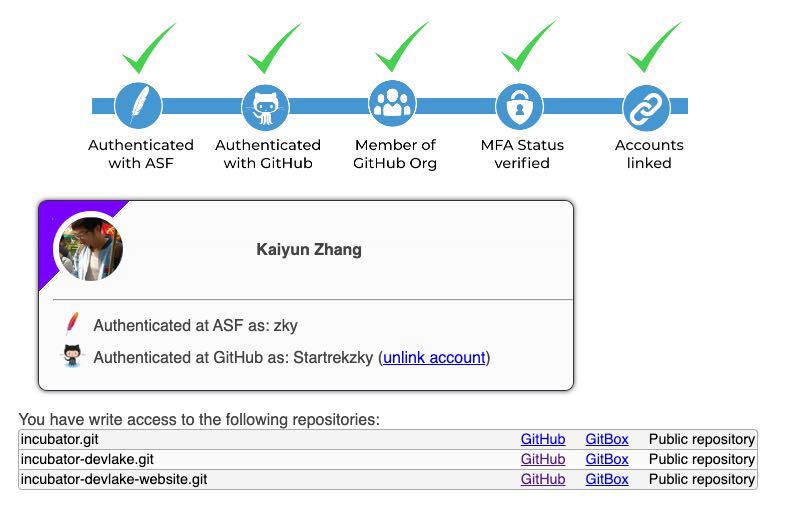 Authenticated
with ASF
Authenticated
with GitHub
Member of
GitHub Org
MFA Status
verified
Accounts
linked
Kaiyun Zhang
Authenticated at ASF as: zky
Authenticated at GitHub as: Startrekzky (unlink account)
You have write access to the following repositories:
incubator.git GitHub GitBox Public repository
incubator-devlake.git GitHub GitBox Public repository
incubator-devlake-website.git GitHub GitBox Public repository